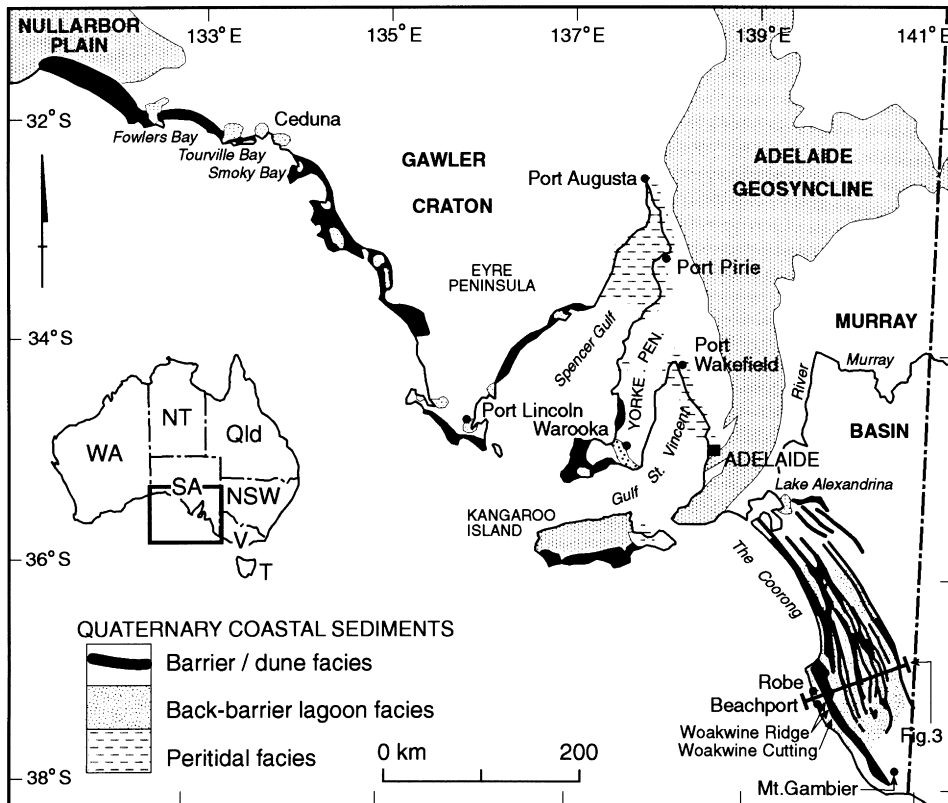 NULLARBOR
PLAIN
133°E
135°E
137°E
139°E
141°E
32°S
34°S
36°S
38°S
Fowlers Bay
Tourville Bay
Smoky Bay
Ceduna
GAWLER
CRATON
Port Augusta
ADELAIDE
GEOSYNCLINE
EYRE
PENINSULA
Port Pirie
Spencer Gulf
YORKE PEN.
Port
Wakefield
MURRAY
Murray
River
BASIN
Port Lincoln
Warooka
Gulf St. Vincent
ADELAIDE
Lake Alexandrina
KANGAROO
ISLAND
The Coorong
WA
NT
Qld
SA
NSW
V
T
Robe
Beachport
Woakwine Ridge
Woakwine Cutting
Fig.3
Mt.Gambier
QUATERNARY COASTAL SEDIMENTS
Barrier / dune facies
Back-barrier lagoon facies
Peritidal facies
0 km 200